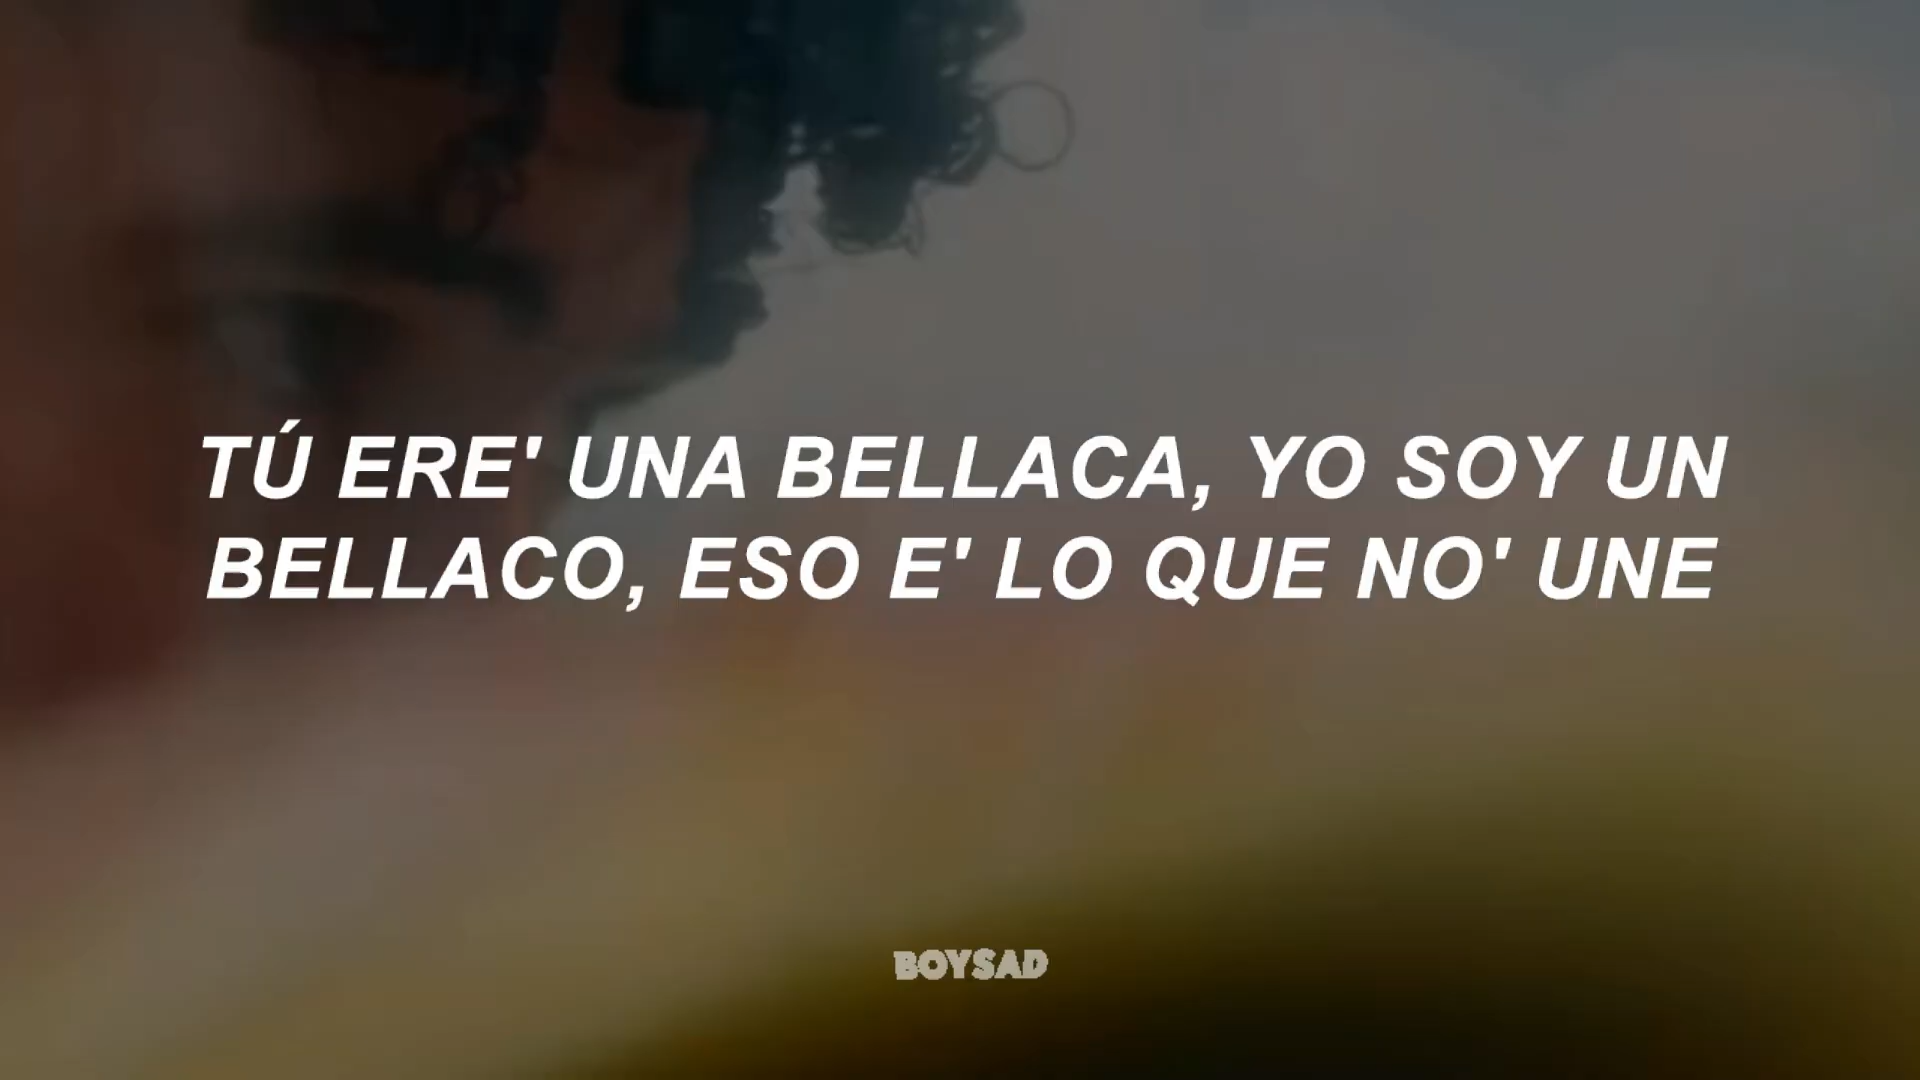 TÚ ERE' UNA BELLACA, YO SOY UN
BELLACO, ESO E' LO QUE NO' UNE
BOYSAD